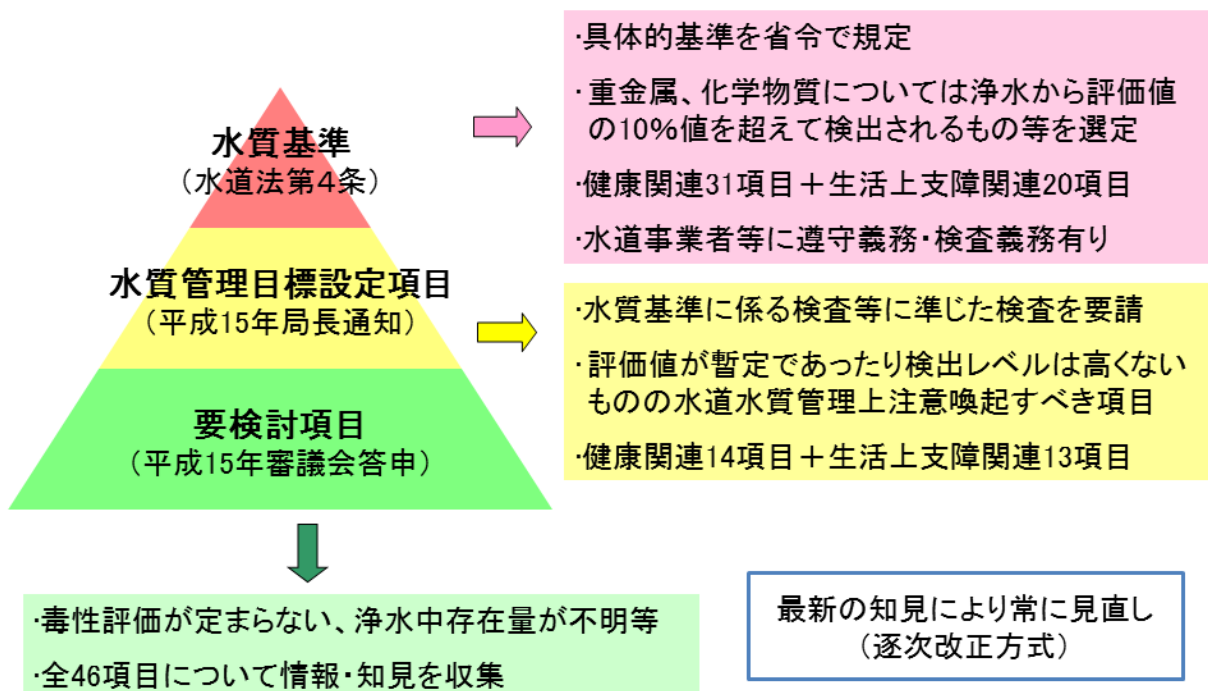 水質基準
（水道法第４条）
水質管理目標設定項目
（平成15年局長通知）
要検討項目
（平成15年審議会答申）
･具体的基準を省令で規定
･重金属、化学物質については浄水から評価値
の10％値を超えて検出されるもの等を選定
･健康関連31項目＋生活上支障関連20項目
･水道事業者等に遵守義務・検査義務有り
･水質基準に係る検査等に準じた検査を要請
･評価値が暫定であったり検出レベルは高くない
ものの水道水質管理上注意喚起すべき項目
･健康関連14項目＋生活上支障関連13項目
･毒性評価が定まらない、浄水中存在量が不明等
･全46項目について情報・知見を収集
最新の知見により常に見直し
（逐次改正方式）